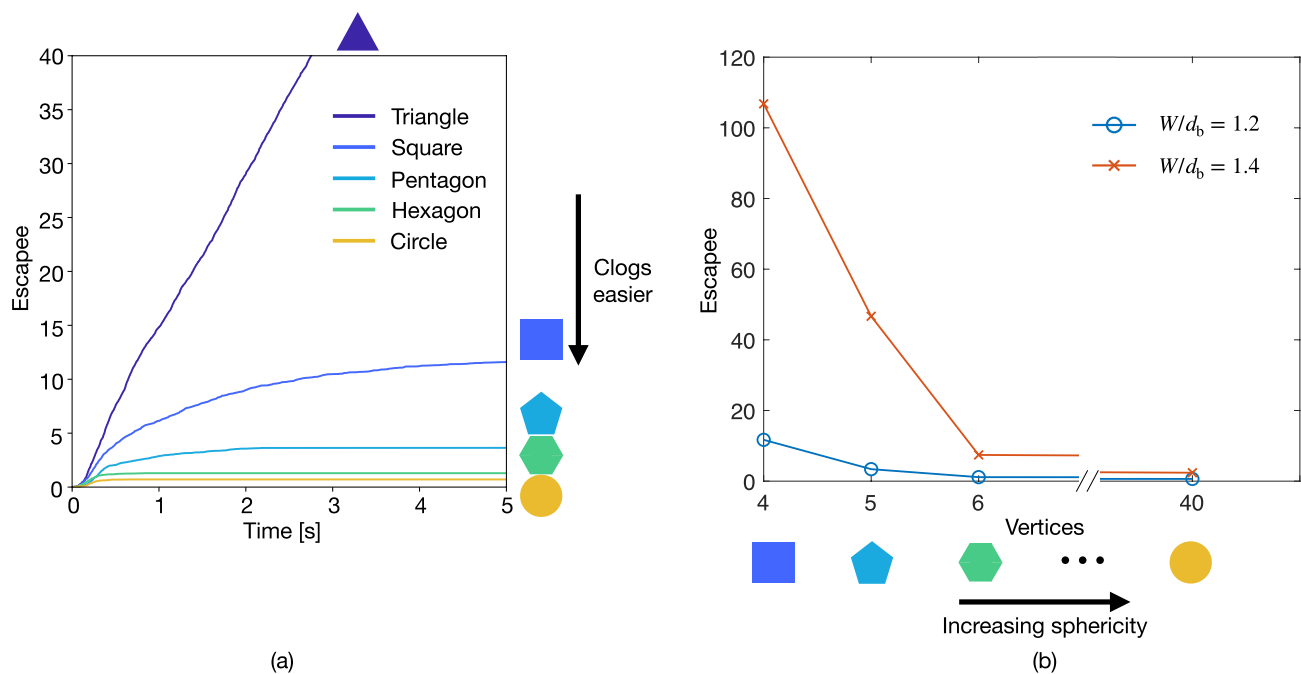 40
35
30
25
20
15
10
5
0
Escapee
0
1
2
3
4
5
Time [s]
Triangle
Square
Pentagon
Hexagon
Circle
Clogs
easier
(a)
120
100
80
60
40
20
0
Escapee
W/d_b = 1.2
W/d_b = 1.4
4
5
6
40
Vertices
Increasing sphericity
(b)